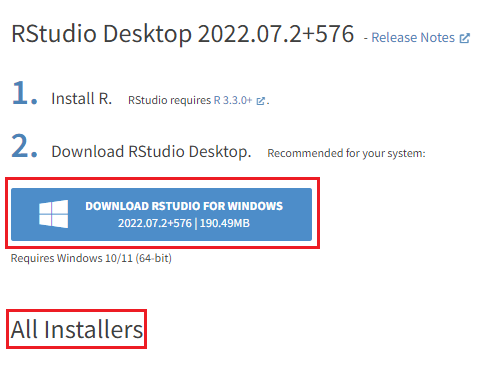 RStudio Desktop 2022.07.2+576 - Release Notes
1. Install R. RStudio requires R 3.3.0+.
2. Download RStudio Desktop. Recommended for your system:
DOWNLOAD RSTUDIO FOR WINDOWS
2022.07.2+576 | 190.49MB
Requires Windows 10/11 (64-bit)
All Installers